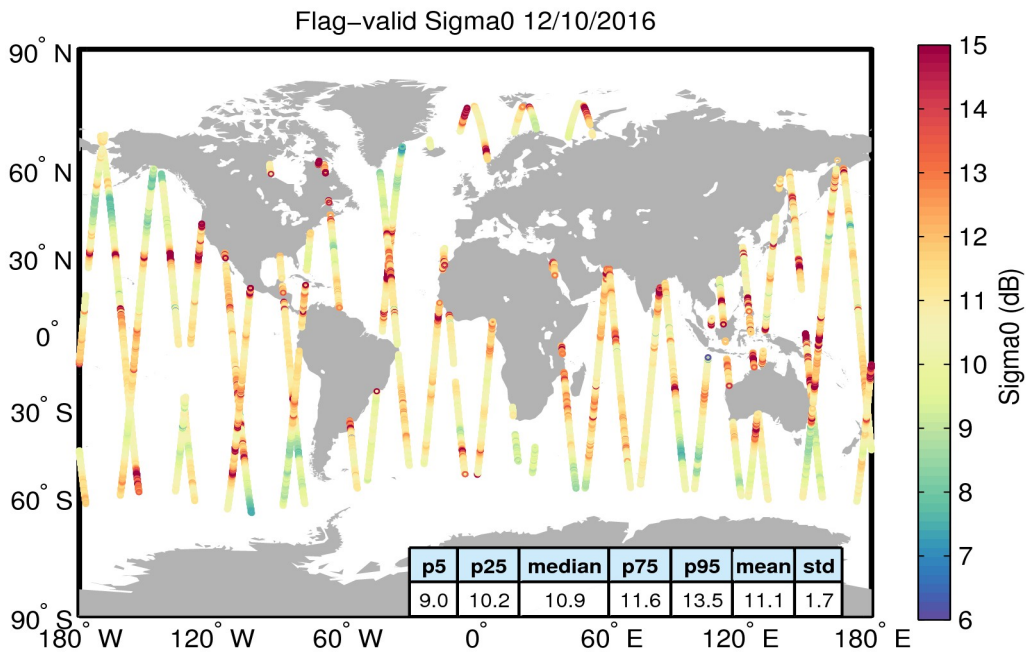 Flag−valid Sigma0 12/10/2016
90° N
60° N
30° N
0°
30° S
60° S
90° S
180° W
120° W
60° W
0°
60° E
120° E
180° E
p5 p25 median p75 p95 mean std
9.0 10.2 10.9 11.6 13.5 11.1 1.7
15
14
13
12
11
10
9
8
7
6
Sigma0 (dB)